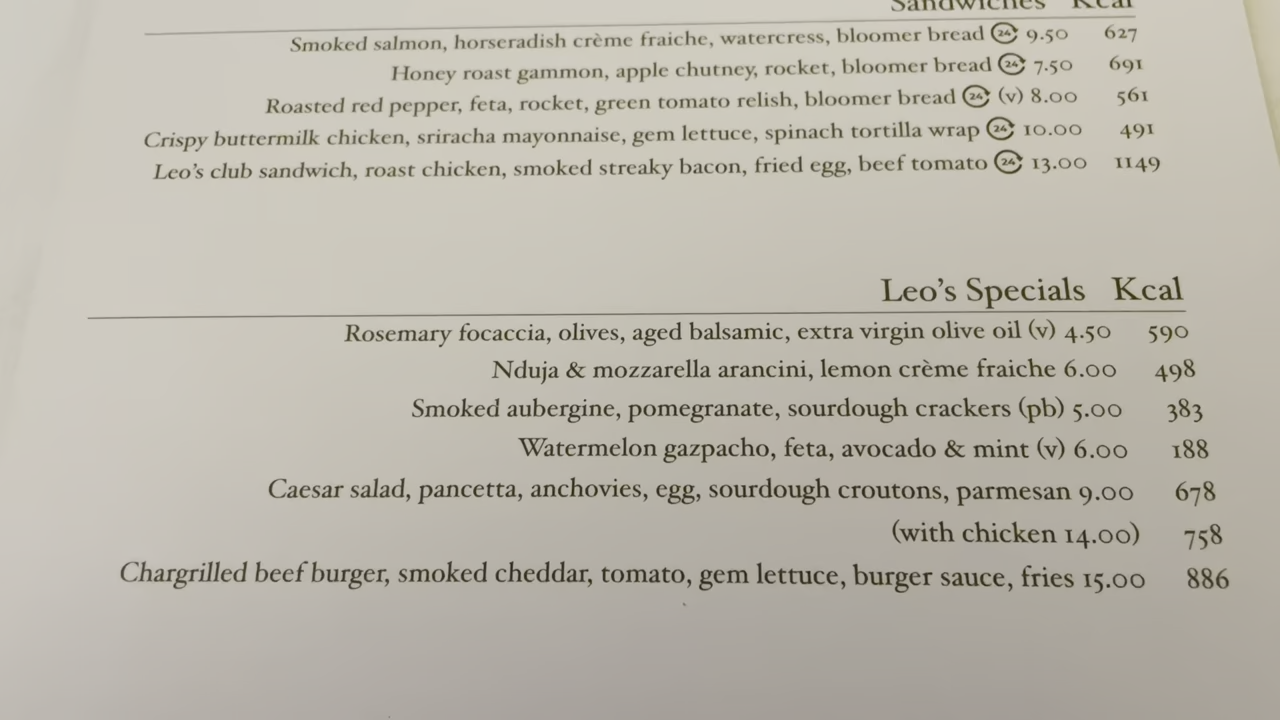 Sandwiches Kcal
Smoked salmon, horseradish crème fraiche, watercress, bloomer bread 24 9.50 627
Honey roast gammon, apple chutney, rocket, bloomer bread 24 7.50 691
Roasted red pepper, feta, rocket, green tomato relish, bloomer bread 24 (v) 8.00 561
Crispy buttermilk chicken, sriracha mayonnaise, gem lettuce, spinach tortilla wrap 24 10.00 491
Leo's club sandwich, roast chicken, smoked streaky bacon, fried egg, beef tomato 24 13.00 1149
Leo's Specials Kcal
Rosemary focaccia, olives, aged balsamic, extra virgin olive oil (v) 4.50 590
Nduja & mozzarella arancini, lemon crème fraiche 6.00 498
Smoked aubergine, pomegranate, sourdough crackers (pb) 5.00 383
Watermelon gazpacho, feta, avocado & mint (v) 6.00 188
Caesar salad, pancetta, anchovies, egg, sourdough croutons, parmesan 9.00 678
(with chicken 14.00) 758
Chargrilled beef burger, smoked cheddar, tomato, gem lettuce, burger sauce, fries 15.00 886